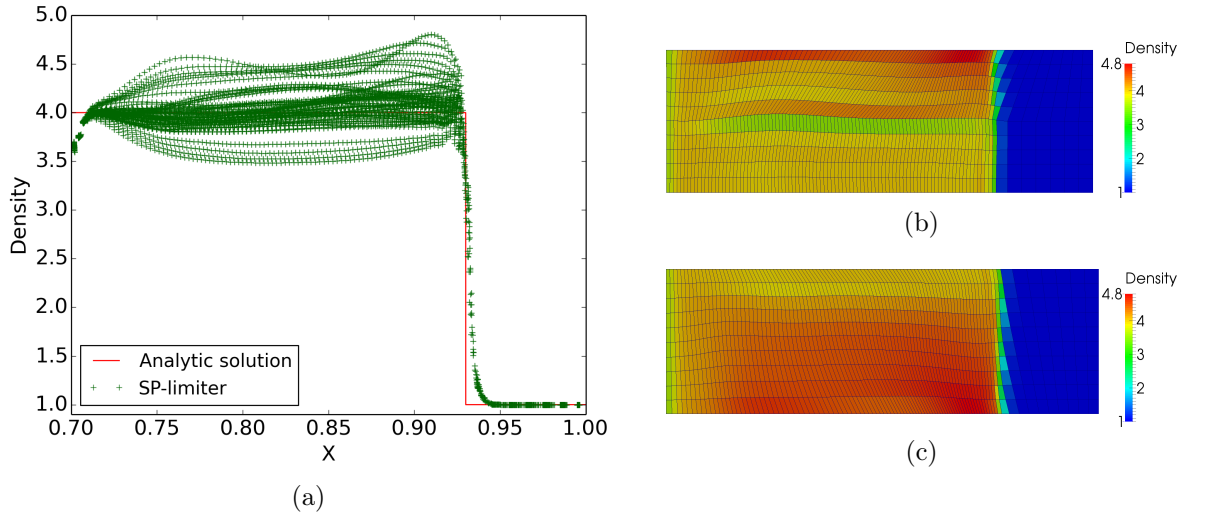 5.0
4.5
4.0
3.5
3.0
2.5
2.0
1.5
1.0
Density
Analytic solution
SP-limiter
0.70 0.75 0.80 0.85 0.90 0.95 1.00
X
(a)
Density
4.8
4
3
2
1
(b)
Density
4.8
4
3
2
1
(c)